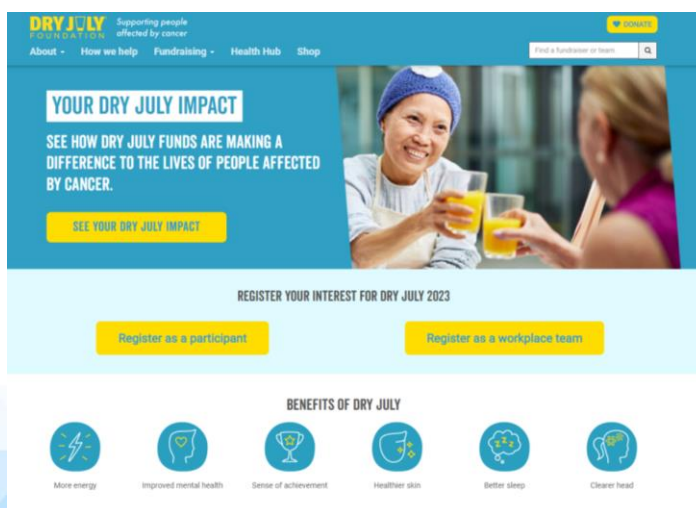 DRY JULY
FOUNDATION
Supporting people
affected by cancer
DONATE
About
How we help
Fundraising
Health Hub
Shop
Find a fundraiser or team
YOUR DRY JULY IMPACT
SEE HOW DRY JULY FUNDS ARE MAKING A
DIFFERENCE TO THE LIVES OF PEOPLE AFFECTED
BY CANCER.
SEE YOUR DRY JULY IMPACT
REGISTER YOUR INTEREST FOR DRY JULY 2023
Register as a participant
Register as a workplace team
BENEFITS OF DRY JULY
zzz
More energy
Improved mental health
Sense of achievement
Healthier skin
Better sleep
Clearer head